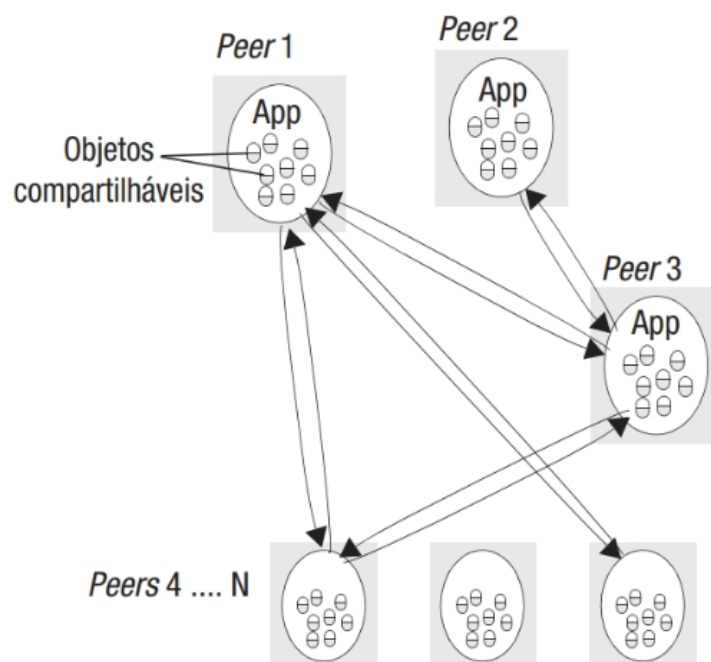 Peer 1
Peer 2
App
App
Objetos
compartilháveis
Peer 3
App
Peers 4 .... N